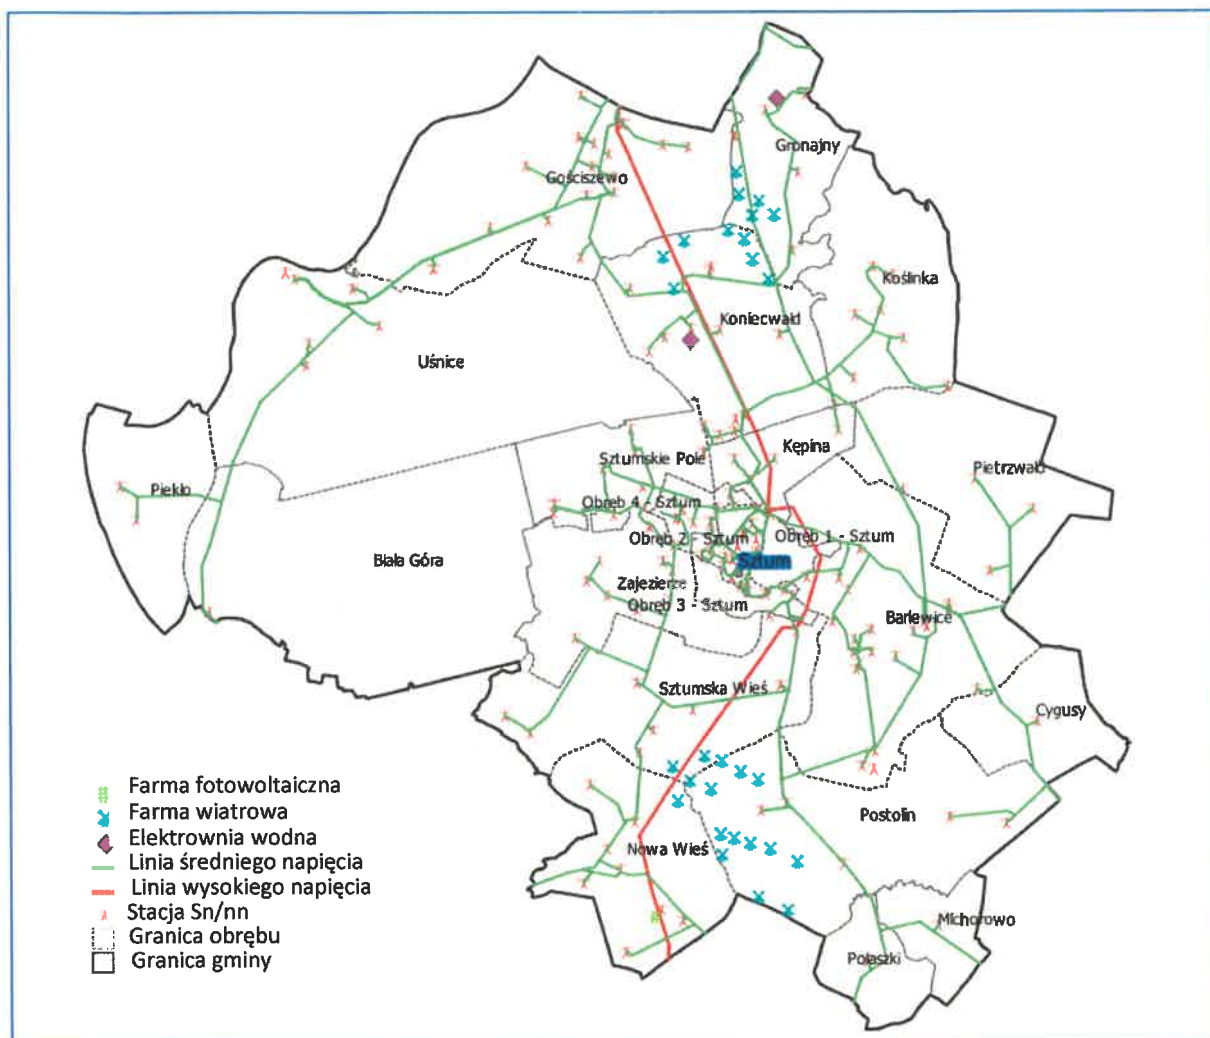 Gronajny
Gościszewo
Koślinka
Koniecwałd
Uśnice
Kępina
Sztumskie Pole
Pietrzwałd
Piekło
Obręb 4 - Sztum
Obręb 2 - Sztum
Obręb 1 - Sztum
Biała Góra
Sztum
Zajezierze
Obręb 3 - Sztum
Barlewice
Sztumska Wieś
Cygusy
Postolin
Nowa Wieś
Michorowo
Polaszki
Farma fotowoltaiczna
Farma wiatrowa
Elektrownia wodna
Linia średniego napięcia
Linia wysokiego napięcia
Stacja Sn/nn
Granica obrębu
Granica gminy